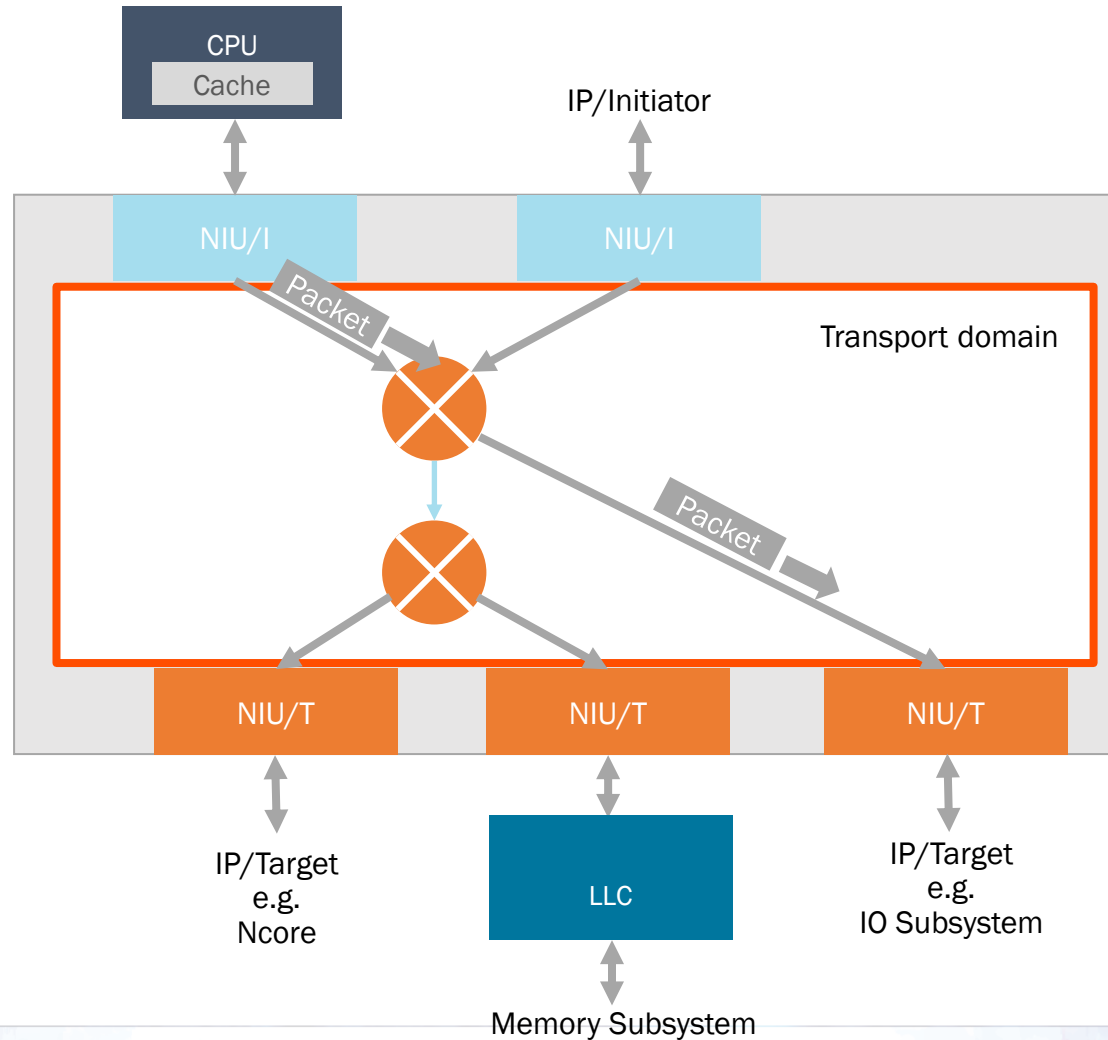 CPU
Cache
IP/Initiator
NIU/I
NIU/I
Packet
Transport domain
Packet
NIU/T
NIU/T
NIU/T
IP/Target
e.g.
Ncore
LLC
IP/Target
e.g.
IO Subsystem
Memory Subsystem